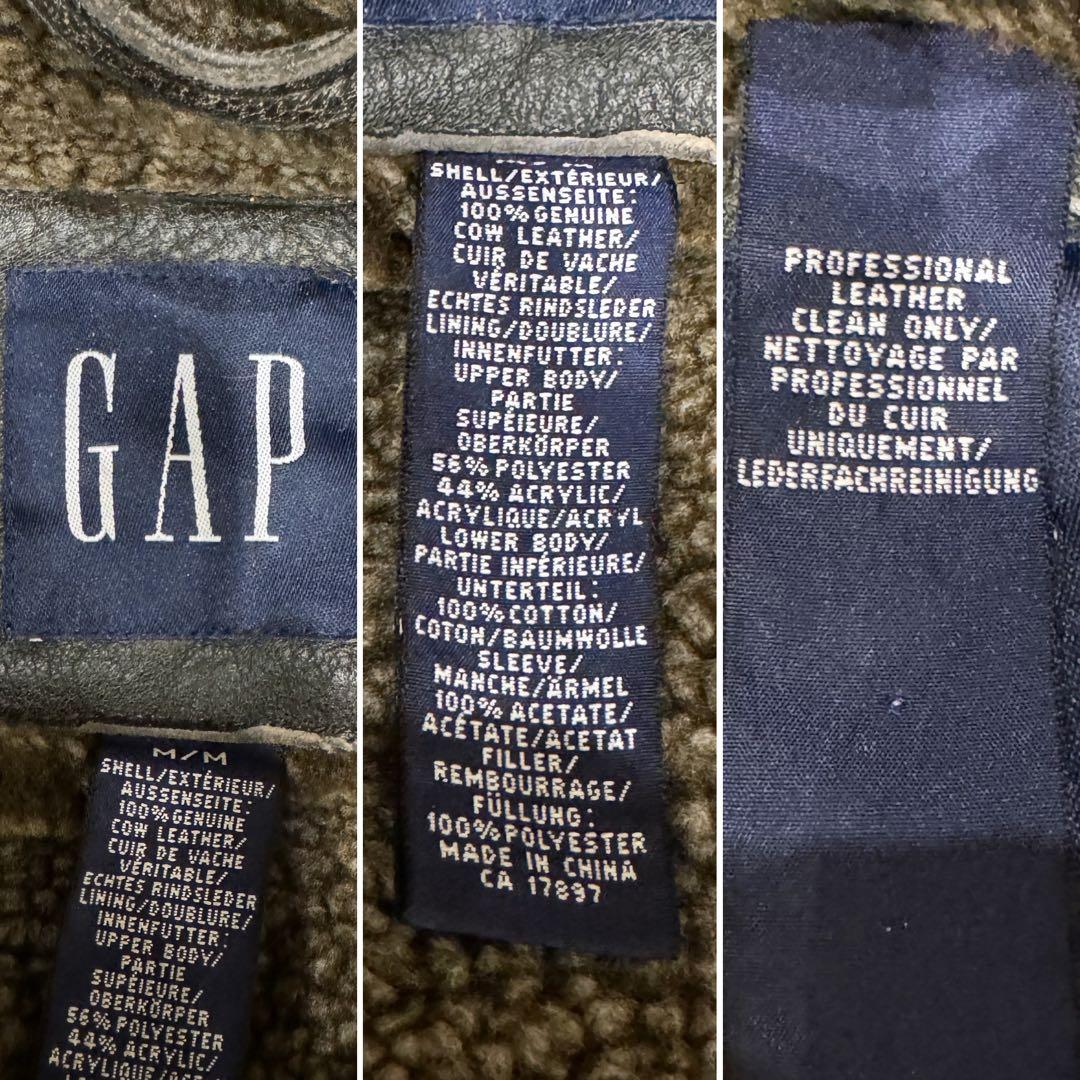 GAP
M/M
SHELL/EXTÉRIEUR/
AUSSENSEITE:
100% GENUINE
COW LEATHER/
CUIR DE VACHE
VÉRITABLE/
ECHTES RINDSLEDER
LINING/DOUBLURE/
INNENFUTTER:
UPPER BODY/
PARTIE
SUPÉIEURE/
OBERKÖRPER
56% POLYESTER
44% ACRYLIC/
SHELL/EXTÉRIEUR/
AUSSENSEITE:
100% GENUINE
COW LEATHER/
CUIR DE VACHE
VÉRITABLE/
ECHTES RINDSLEDER
LINING/DOUBLURE/
INNENFUTTER:
UPPER BODY/
PARTIE
SUPÉIEURE/
OBERKÖRPER
56% POLYESTER
44% ACRYLIC/
ACRYLIQUE/ACRYL
LOWER BODY/
PARTIE INFÉRIEURE/
UNTERTEIL:
100% COTTON/
COTON/BAUMWOLLE
SLEEVE/
MANCHE/ÄRMEL
100% ACETATE/
ACÉTATE/ACETAT
FILLER/
REMBOURRAGE/
FÜLLUNG:
100% POLYESTER
MADE IN CHINA
CA 17897
PROFESSIONAL
LEATHER
CLEAN ONLY/
NETTOYAGE PAR
PROFESSIONNEL
DU CUIR
UNIQUEMENT/
LEDERFACHREINIGUNG